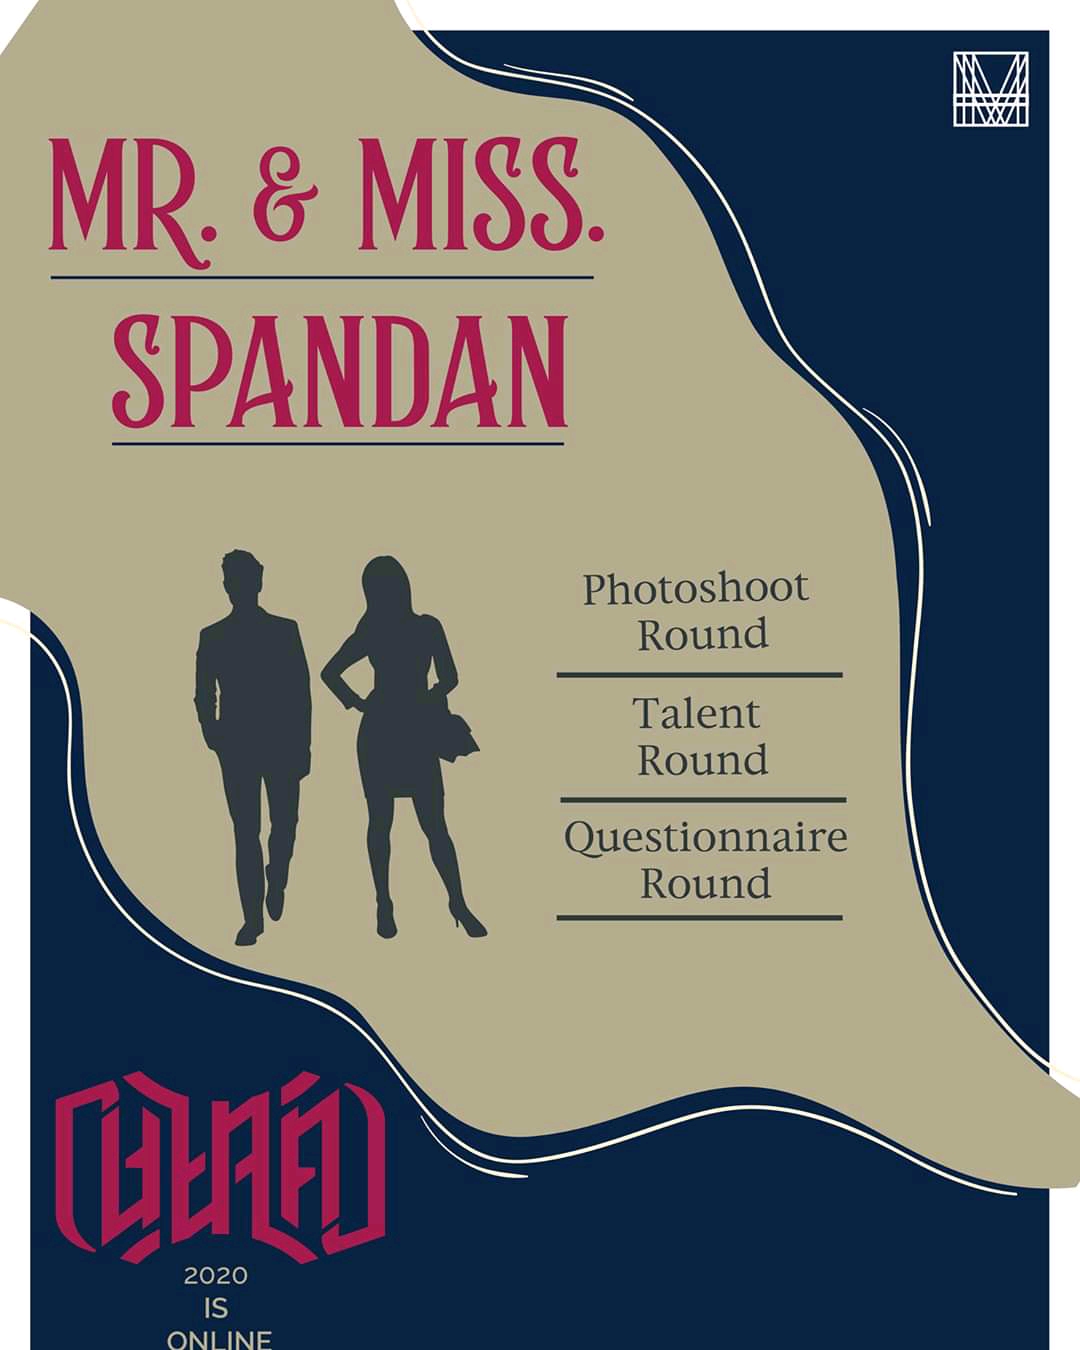 MR. & MISS.
SPANDAN
Photoshoot
Round
Talent
Round
Questionnaire
Round
2020
IS
ONLINE